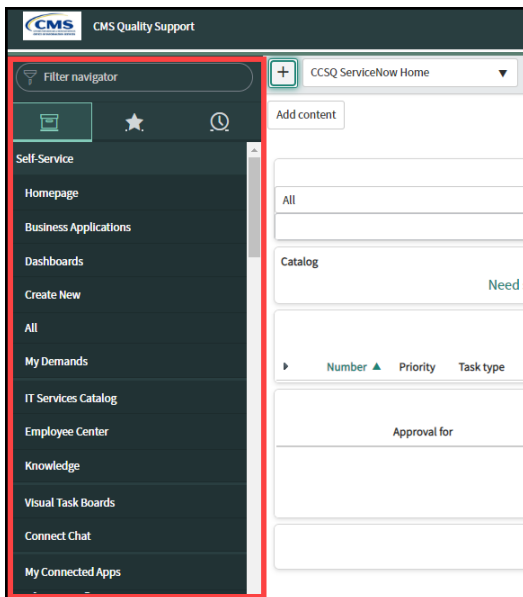 CMS
CMS Quality Support
Filter navigator
Self-Service
Homepage
Business Applications
Dashboards
Create New
All
My Demands
IT Services Catalog
Employee Center
Knowledge
Visual Task Boards
Connect Chat
My Connected Apps
+ CCSQ ServiceNow Home ▼
Add content
All
Catalog
Need
Number ▲ Priority Task type
Approval for